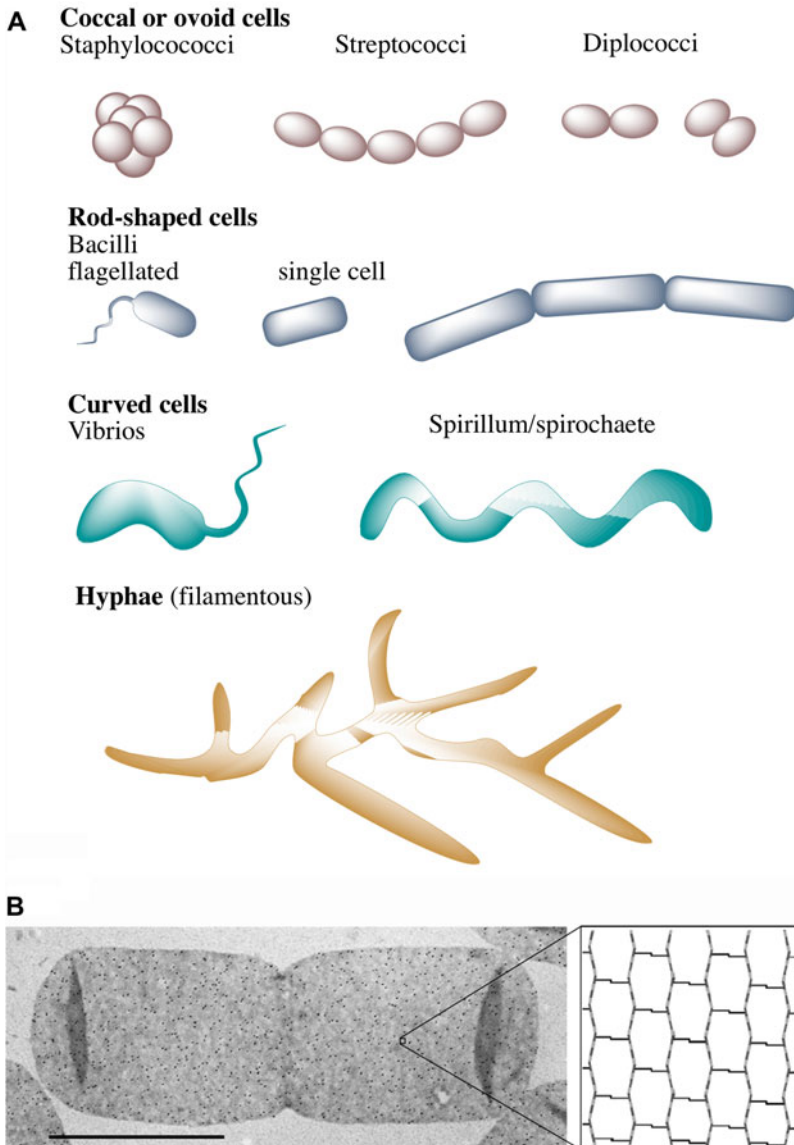 A
Coccal or ovoid cells
Staphylocococci
Streptococci
Diplococci
Rod-shaped cells
Bacilli
flagellated
single cell
Curved cells
Vibrios
Spirillum/spirochaete
Hyphae (filamentous)
B